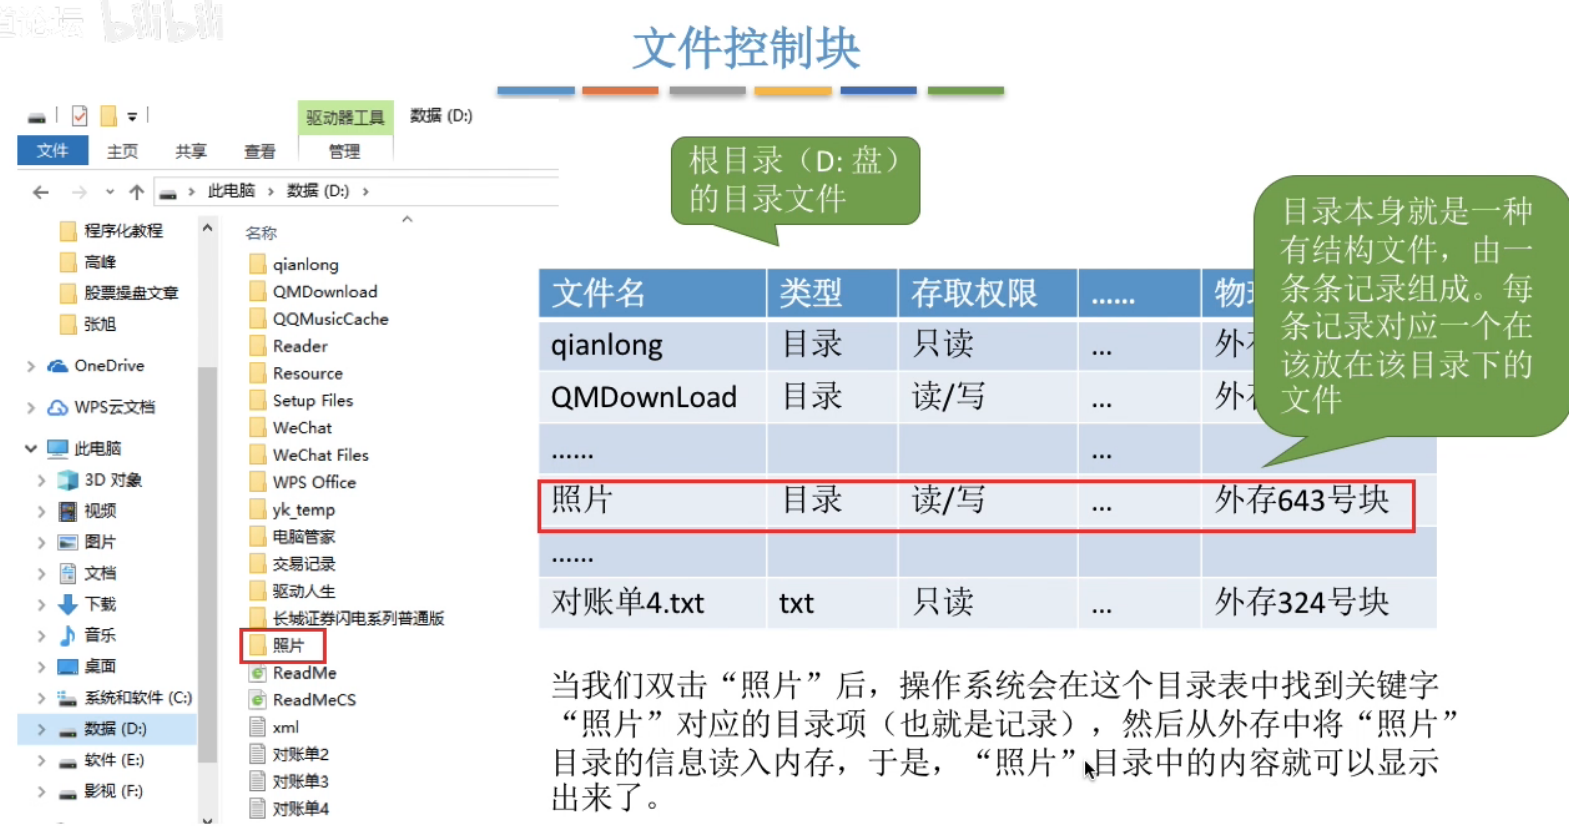 bilibili
文件控制块
驱动器工具
数据 (D:)
文件
主页
共享
查看
管理
此电脑 > 数据 (D:) >
程序化教程
高峰
股票操盘文章
张旭
OneDrive
WPS云文档
此电脑
3D 对象
视频
图片
文档
下载
音乐
桌面
系统和软件 (C:)
数据 (D:)
软件 (E:)
影视 (F:)
名称
qianlong
QMDownload
QQMusicCache
Reader
Resource
Setup Files
WeChat
WeChat Files
WPS Office
yk_temp
电脑管家
交易记录
驱动人生
长城证券闪电系列普通版
照片
ReadMe
ReadMeCS
xml
对账单2
对账单3
对账单4
根目录（D: 盘）
的目录文件
目录本身就是一种
有结构文件，由一
条条记录组成。每
条记录对应一个在
该放在该目录下的
文件
文件名 类型 存取权限 ...... 物
qianlong 目录 只读 ... 外
QMDownLoad 目录 读/写 ... 外
...... ...
照片 目录 读/写 ... 外存643号块
......
对账单4.txt txt 只读 ... 外存324号块
当我们双击“照片”后，操作系统会在这个目录表中找到关键字
“照片”对应的目录项（也就是记录），然后从外存中将“照片”
目录的信息读入内存，于是，“照片”目录中的内容就可以显示
出来了。